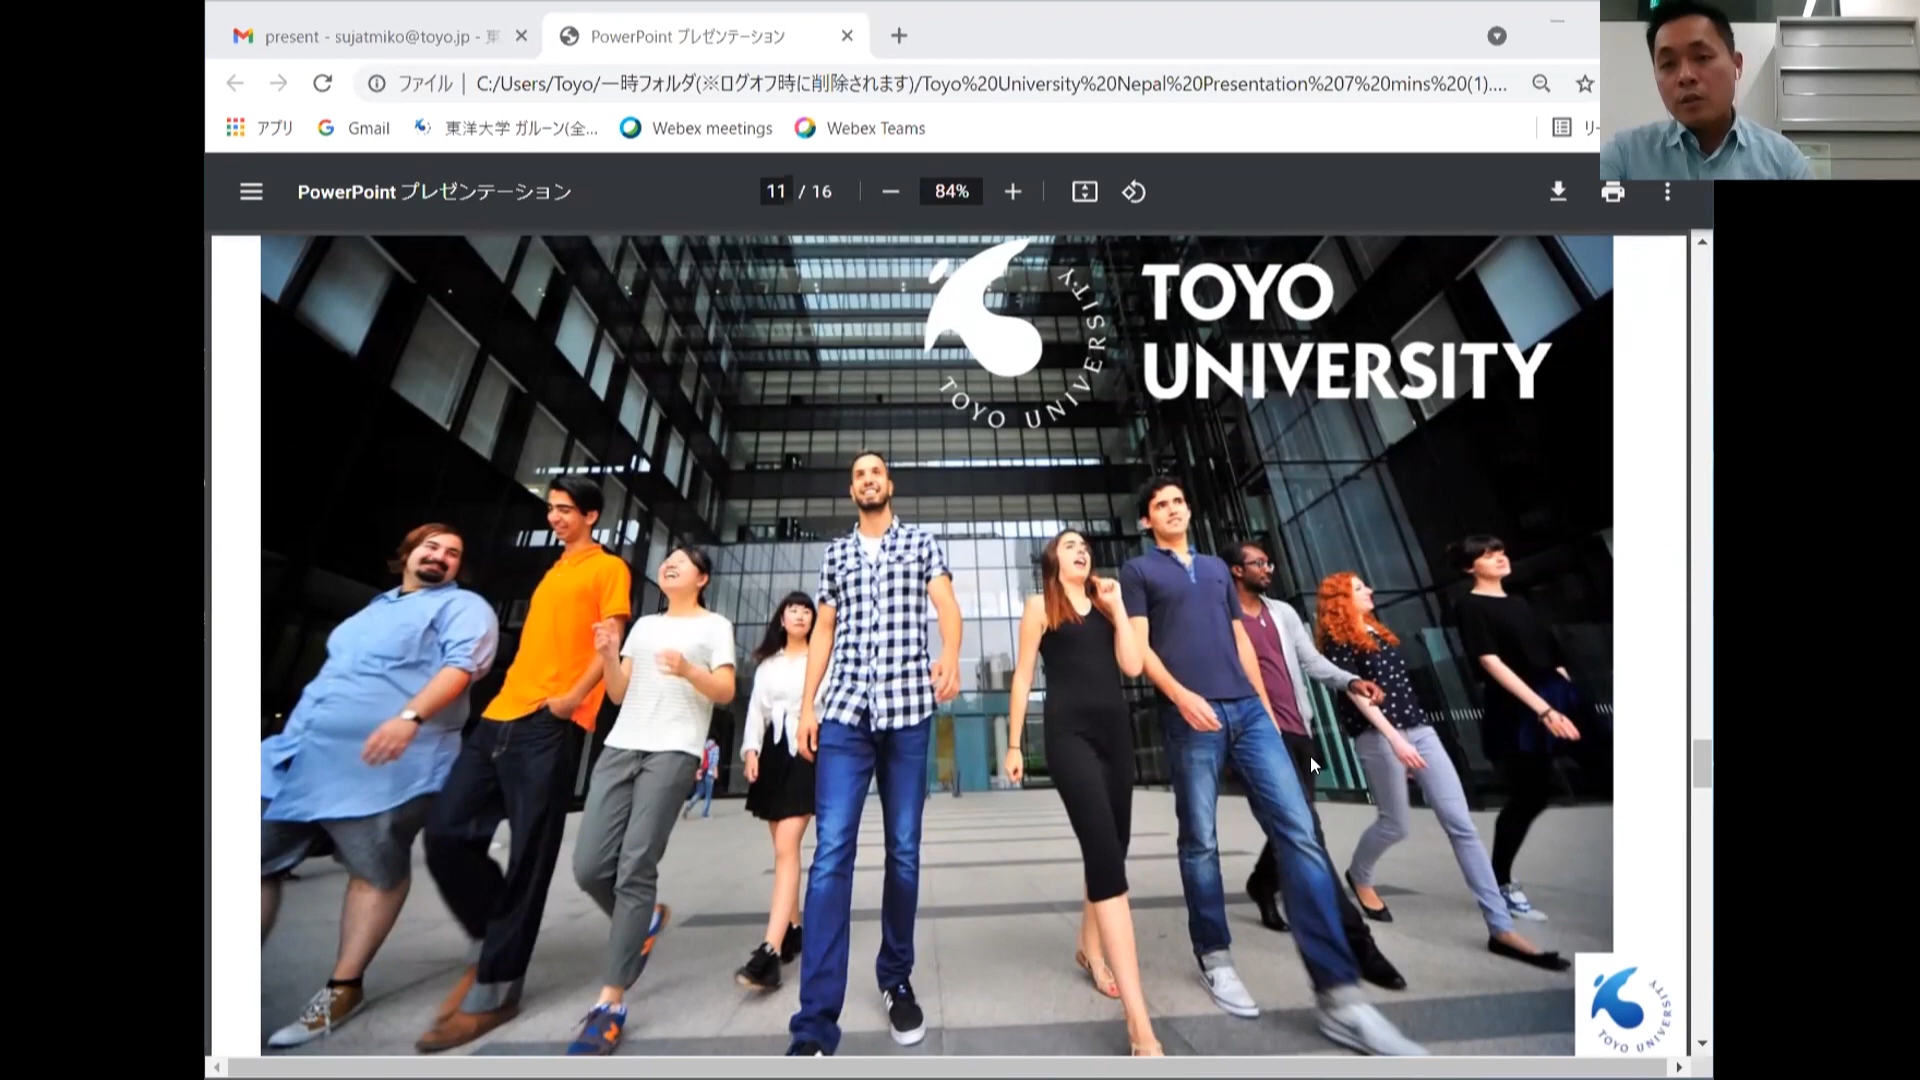 present - sujatmiko@toyo.jp - 東
PowerPoint プレゼンテーション
ファイル | C:/Users/Toyo/一時フォルダ(※ログオフ時に削除されます)/Toyo%20University%20Nepal%20Presentation%207%20mins%20(1)....
アプリ Gmail 東洋大学 ガルーン(全... Webex meetings Webex Teams リー
PowerPoint プレゼンテーション 11 / 16 84%
TOYO
UNIVERSITY
TOYO UNIVERSITY
TOYO UNIVERSITY